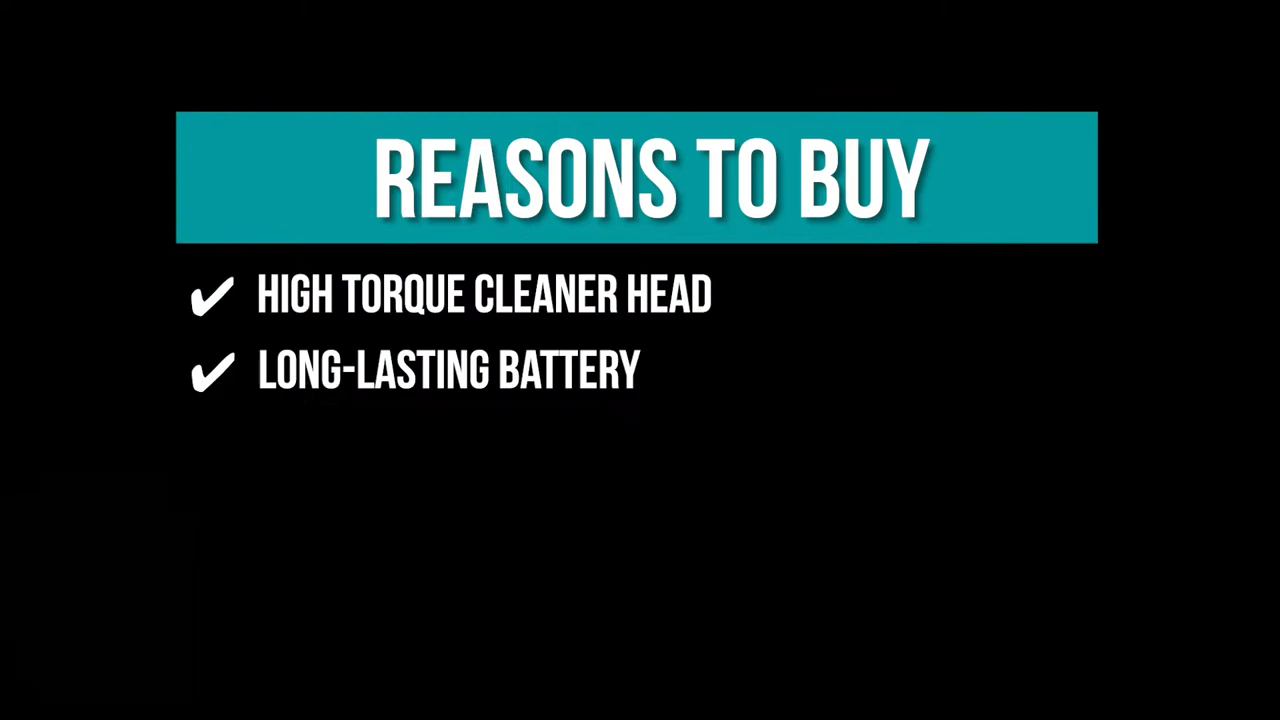 REASONS TO BUY
✔ HIGH TORQUE CLEANER HEAD
✔ LONG-LASTING BATTERY